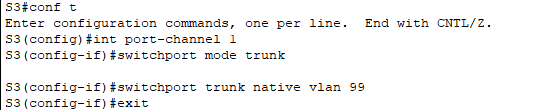 S3#conf t
Enter configuration commands, one per line.  End with CNTL/Z.
S3(config)#int port-channel 1
S3(config-if)#switchport mode trunk
S3(config-if)#switchport trunk native vlan 99
S3(config-if)#exit